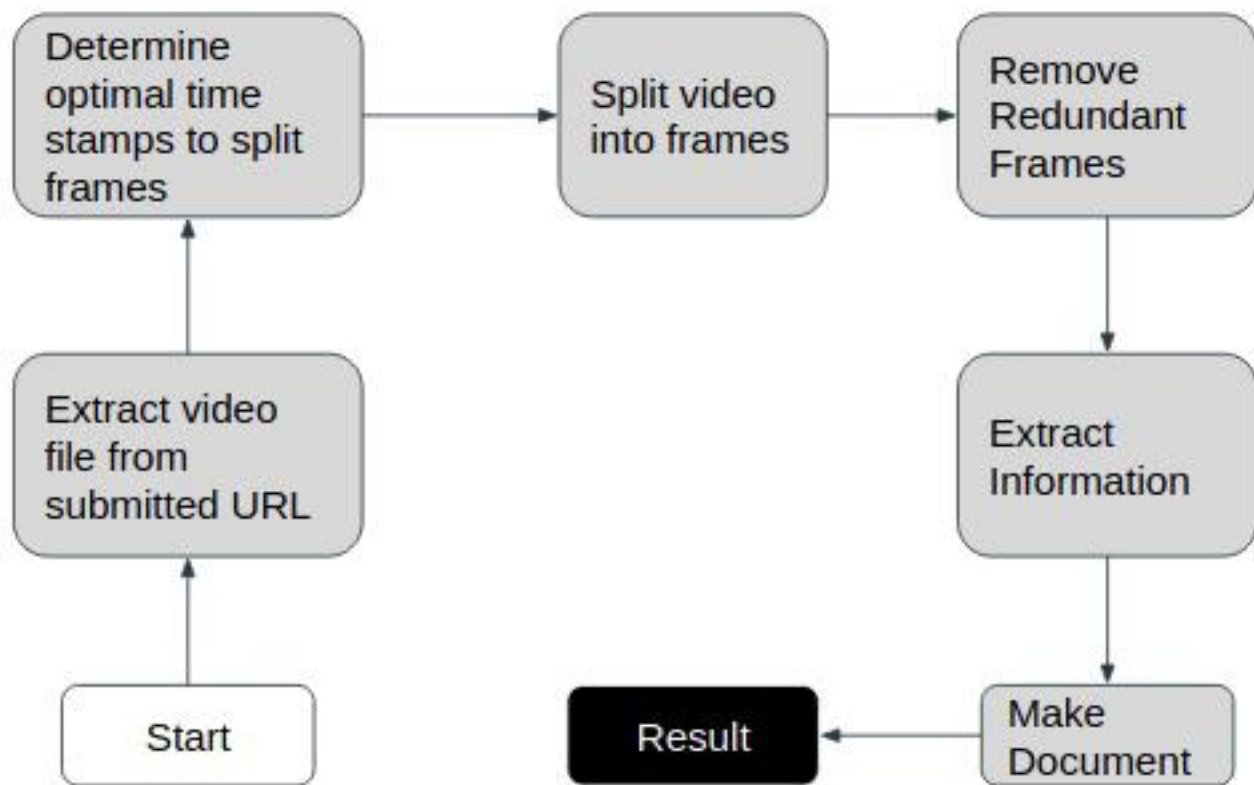 Determine
optimal time
stamps to split
frames
Split video
into frames
Remove
Redundant
Frames
Extract video
file from
submitted URL
Extract
Information
Start
Result
Make
Document